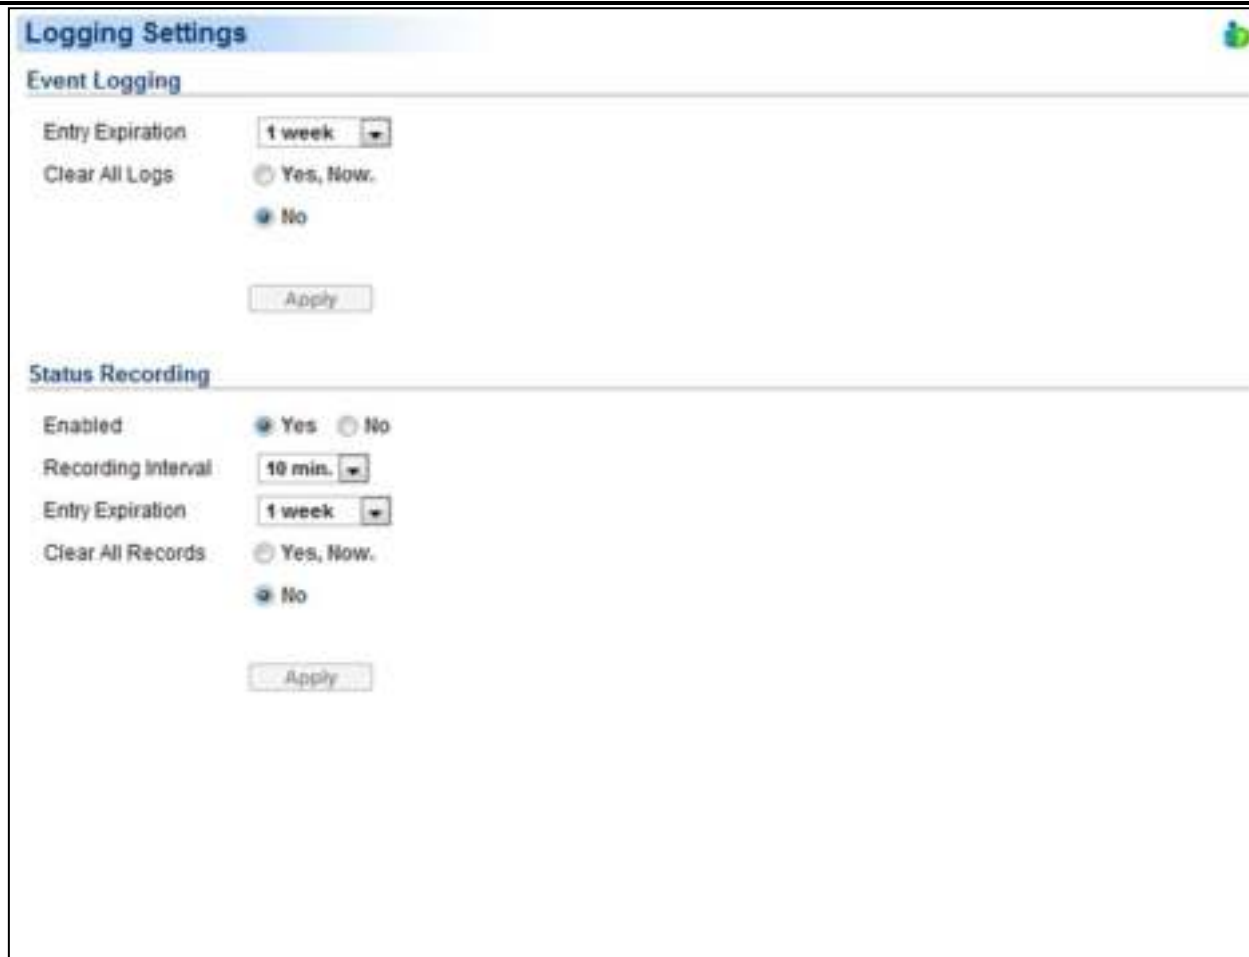 Logging Settings
Event Logging
Entry Expiration 1 week
Clear All Logs Yes, Now.
No
Apply
Status Recording
Enabled Yes No
Recording Interval 10 min.
Entry Expiration 1 week
Clear All Records Yes, Now.
No
Apply